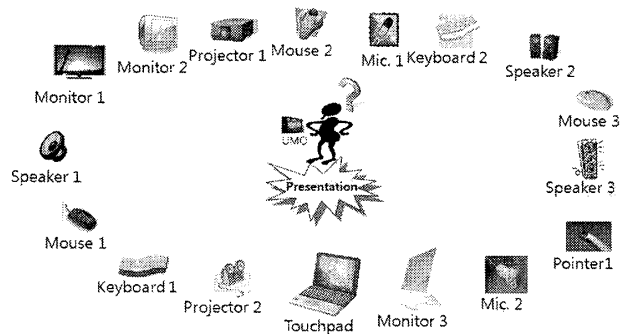 Monitor 1
Monitor 2
Projector 1
Mouse 2
Mic. 1
Keyboard 2
Speaker 2
Mouse 3
Speaker 3
Pointer1
Mic. 2
Monitor 3
Touchpad
Projector 2
Keyboard 1
Mouse 1
Speaker 1
?
UMO
Presentation